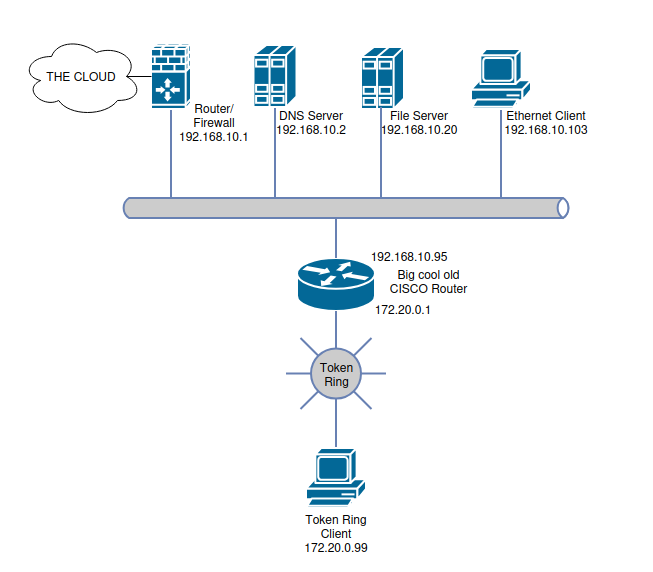 THE CLOUD
Router/
Firewall
192.168.10.1
DNS Server
192.168.10.2
File Server
192.168.10.20
Ethernet Client
192.168.10.103
192.168.10.95
Big cool old
CISCO Router
172.20.0.1
Token
Ring
Token Ring
Client
172.20.0.99